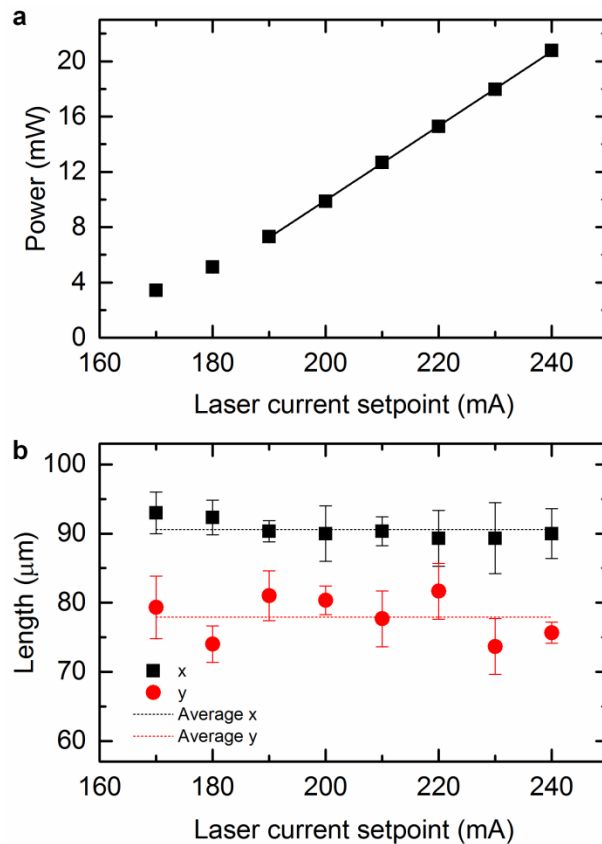 a
20
16
12
8
4
0
Power (mW)
160 180 200 220 240
Laser current setpoint (mA)
b
100
90
80
70
60
Length (μm)
x
y
Average x
Average y
160 180 200 220 240
Laser current setpoint (mA)